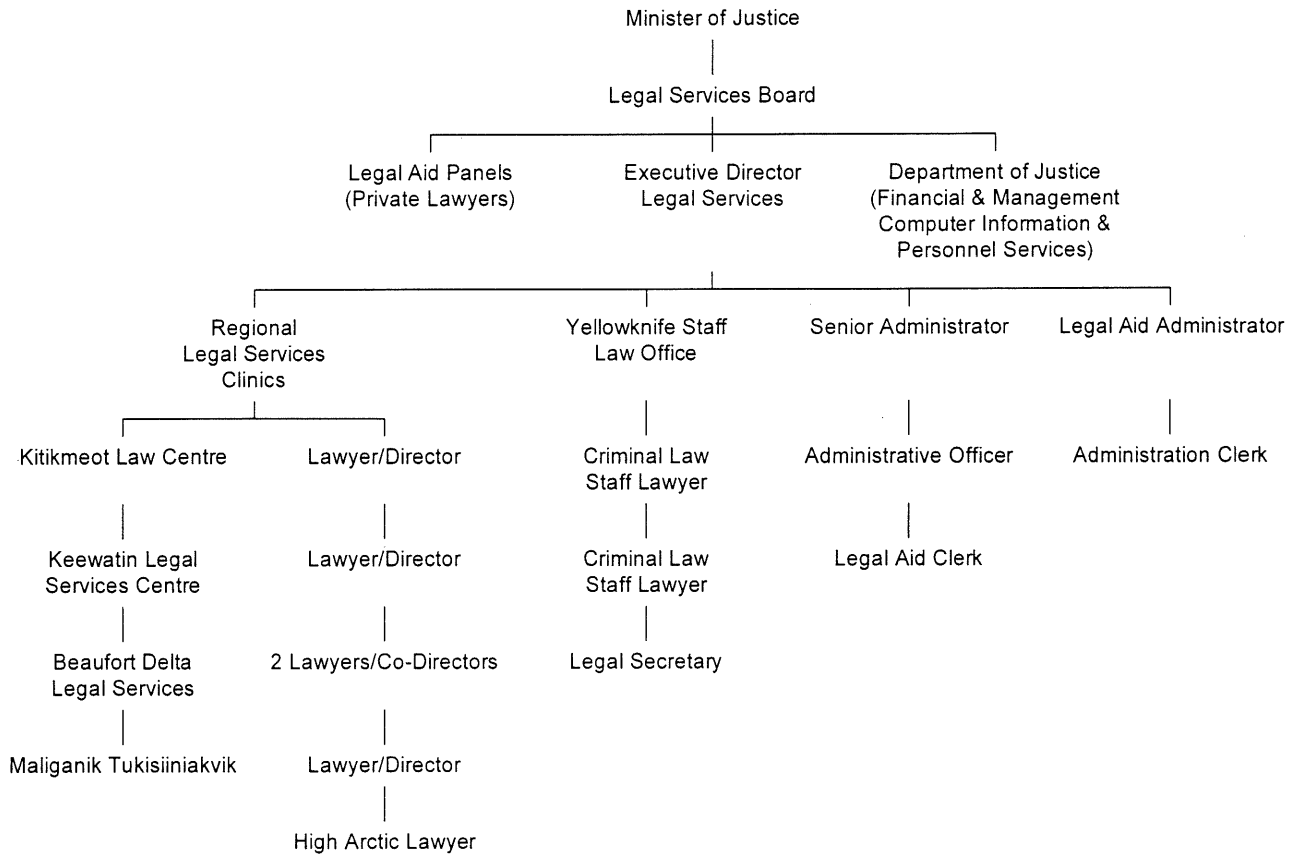 Minister of Justice
Legal Services Board
Legal Aid Panels
(Private Lawyers)
Executive Director
Legal Services
Department of Justice
(Financial & Management
Computer Information &
Personnel Services)
Regional
Legal Services
Clinics
Yellowknife Staff
Law Office
Senior Administrator
Legal Aid Administrator
Kitikmeot Law Centre
Lawyer/Director
Criminal Law
Staff Lawyer
Administrative Officer
Administration Clerk
Keewatin Legal
Services Centre
Lawyer/Director
Criminal Law
Staff Lawyer
Legal Aid Clerk
Beaufort Delta
Legal Services
2 Lawyers/Co-Directors
Legal Secretary
Maliganik Tukisiiniakvik
Lawyer/Director
High Arctic Lawyer